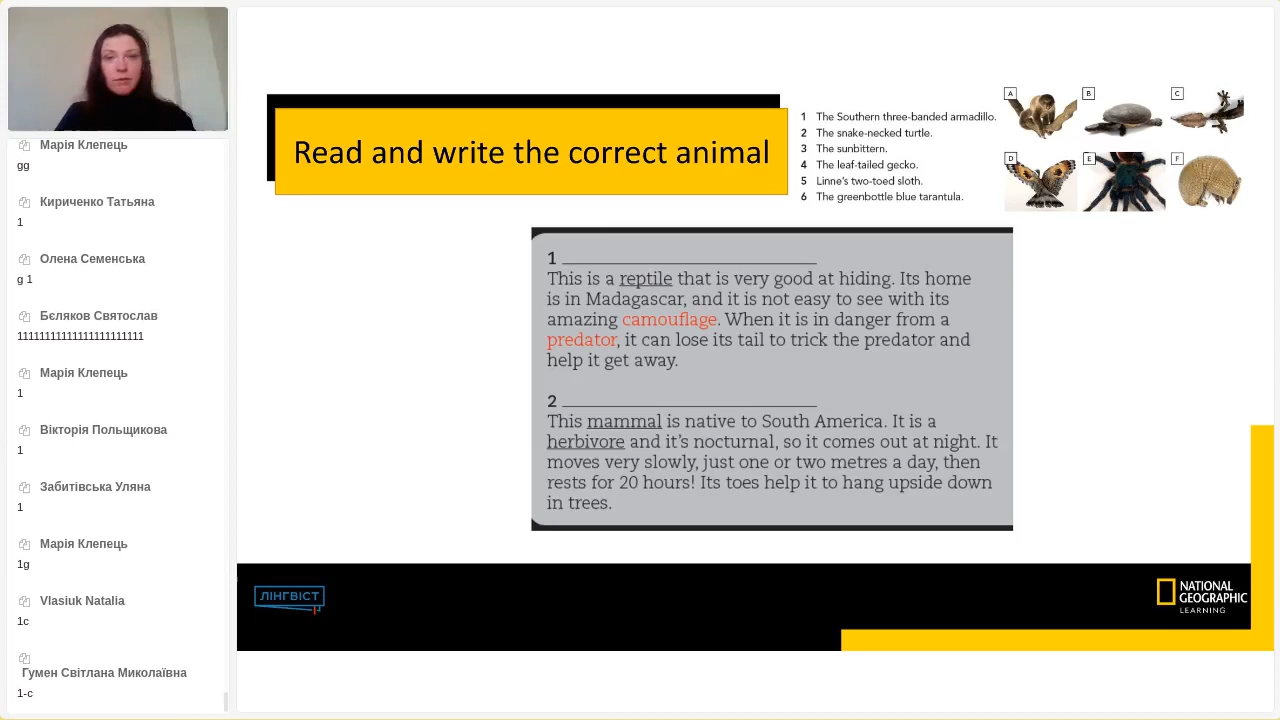 Марія Клепець
gg
Кириченко Татьяна
1
Олена Семенська
g 1
Бєляков Святослав
11111111111111111111111
Марія Клепець
1
Вікторія Польщикова
1
Забитівська Уляна
1
Марія Клепець
1g
Vlasiuk Natalia
1c
Гумен Світлана Миколаївна
1-с
Read and write the correct animal
1 The Southern three-banded armadillo.
2 The snake-necked turtle.
3 The sunbittern.
4 The leaf-tailed gecko.
5 Linne's two-toed sloth.
6 The greenbottle blue tarantula.
A
B
C
D
E
F
1 ____________________
This is a reptile that is very good at hiding. Its home
is in Madagascar, and it is not easy to see with its
amazing camouflage. When it is in danger from a
predator, it can lose its tail to trick the predator and
help it get away.
2 ____________________
This mammal is native to South America. It is a
herbivore and it's nocturnal, so it comes out at night. It
moves very slowly, just one or two metres a day, then
rests for 20 hours! Its toes help it to hang upside down
in trees.
ЛІНГВІСТ
NATIONAL
GEOGRAPHIC
LEARNING